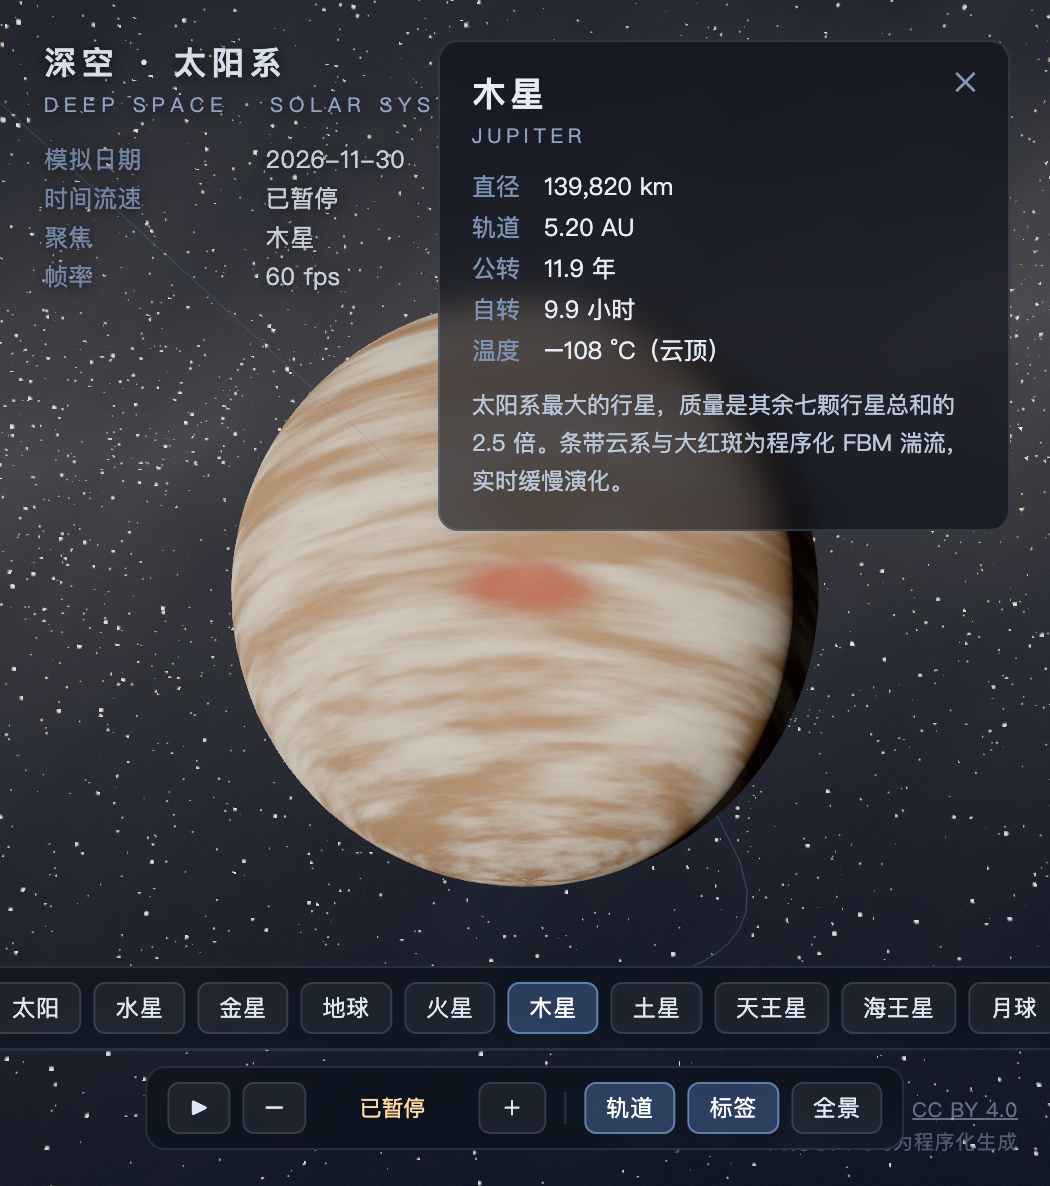 深空 · 太阳系
DEEP SPACE · SOLAR SYST
模拟日期 2026-11-30
时间流速 已暂停
聚焦 木星
帧率 60 fps
木星
JUPITER
直径 139,820 km
轨道 5.20 AU
公转 11.9 年
自转 9.9 小时
温度 −108 °C（云顶）
太阳系最大的行星，质量是其余七颗行星总和的
2.5 倍。条带云系与大红斑为程序化 FBM 湍流，
实时缓慢演化。
太阳 水星 金星 地球 火星 木星 土星 天王星 海王星 月球
− 已暂停 + 轨道 标签 全景
CC BY 4.0
为程序化生成